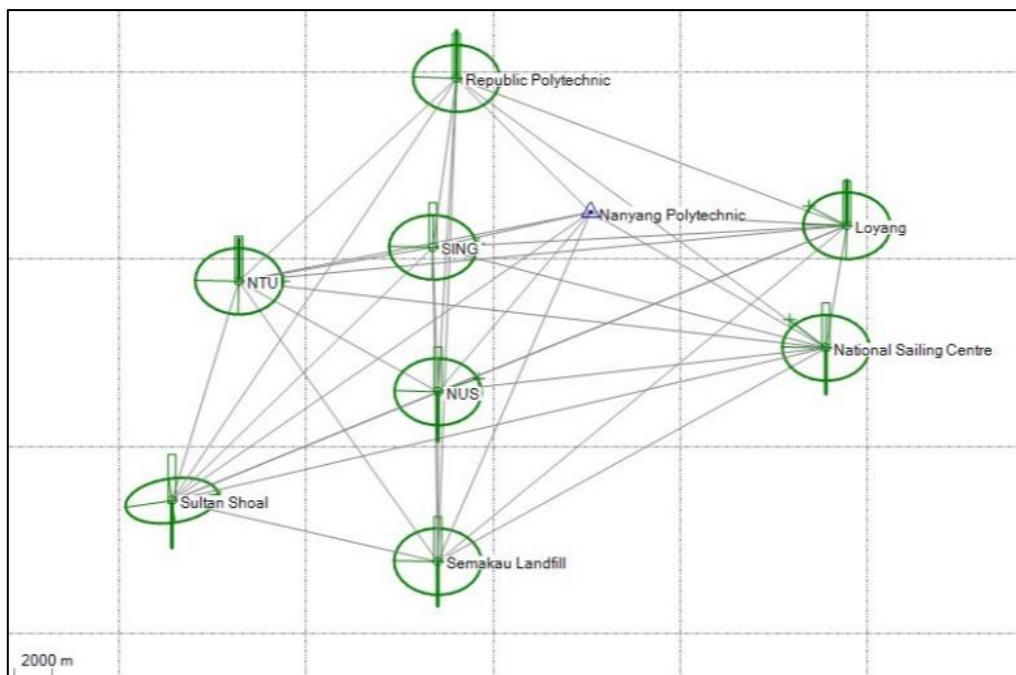 Republic Polytechnic
Nanyang Polytechnic
Loyang
SING
NTU
National Sailing Centre
NUS
Sultan Shoal
Semakau Landfill
2000 m